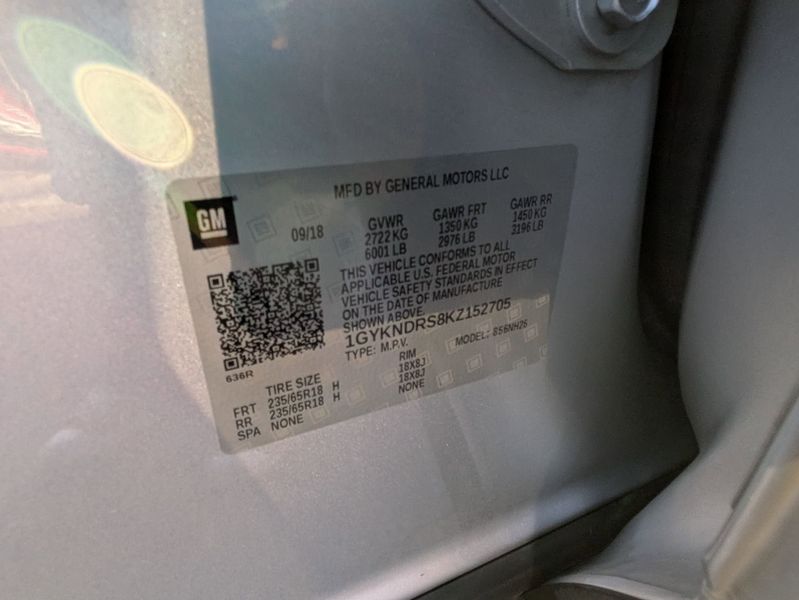 MFD BY GENERAL MOTORS LLC
GM
09/18
GVWR GAWR FRT GAWR RR
2722 KG 1350 KG 1450 KG
6001 LB 2976 LB 3196 LB
THIS VEHICLE CONFORMS TO ALL
APPLICABLE U.S. FEDERAL MOTOR
VEHICLE SAFETY STANDARDS IN EFFECT
ON THE DATE OF MANUFACTURE
SHOWN ABOVE.
1GYKNDRS8KZ152705
TYPE: M.P.V. MODEL: 856NH26
636R
TIRE SIZE RIM
FRT 235/65R18 H 18X8J
RR 235/65R18 H 18X8J
SPA NONE NONE